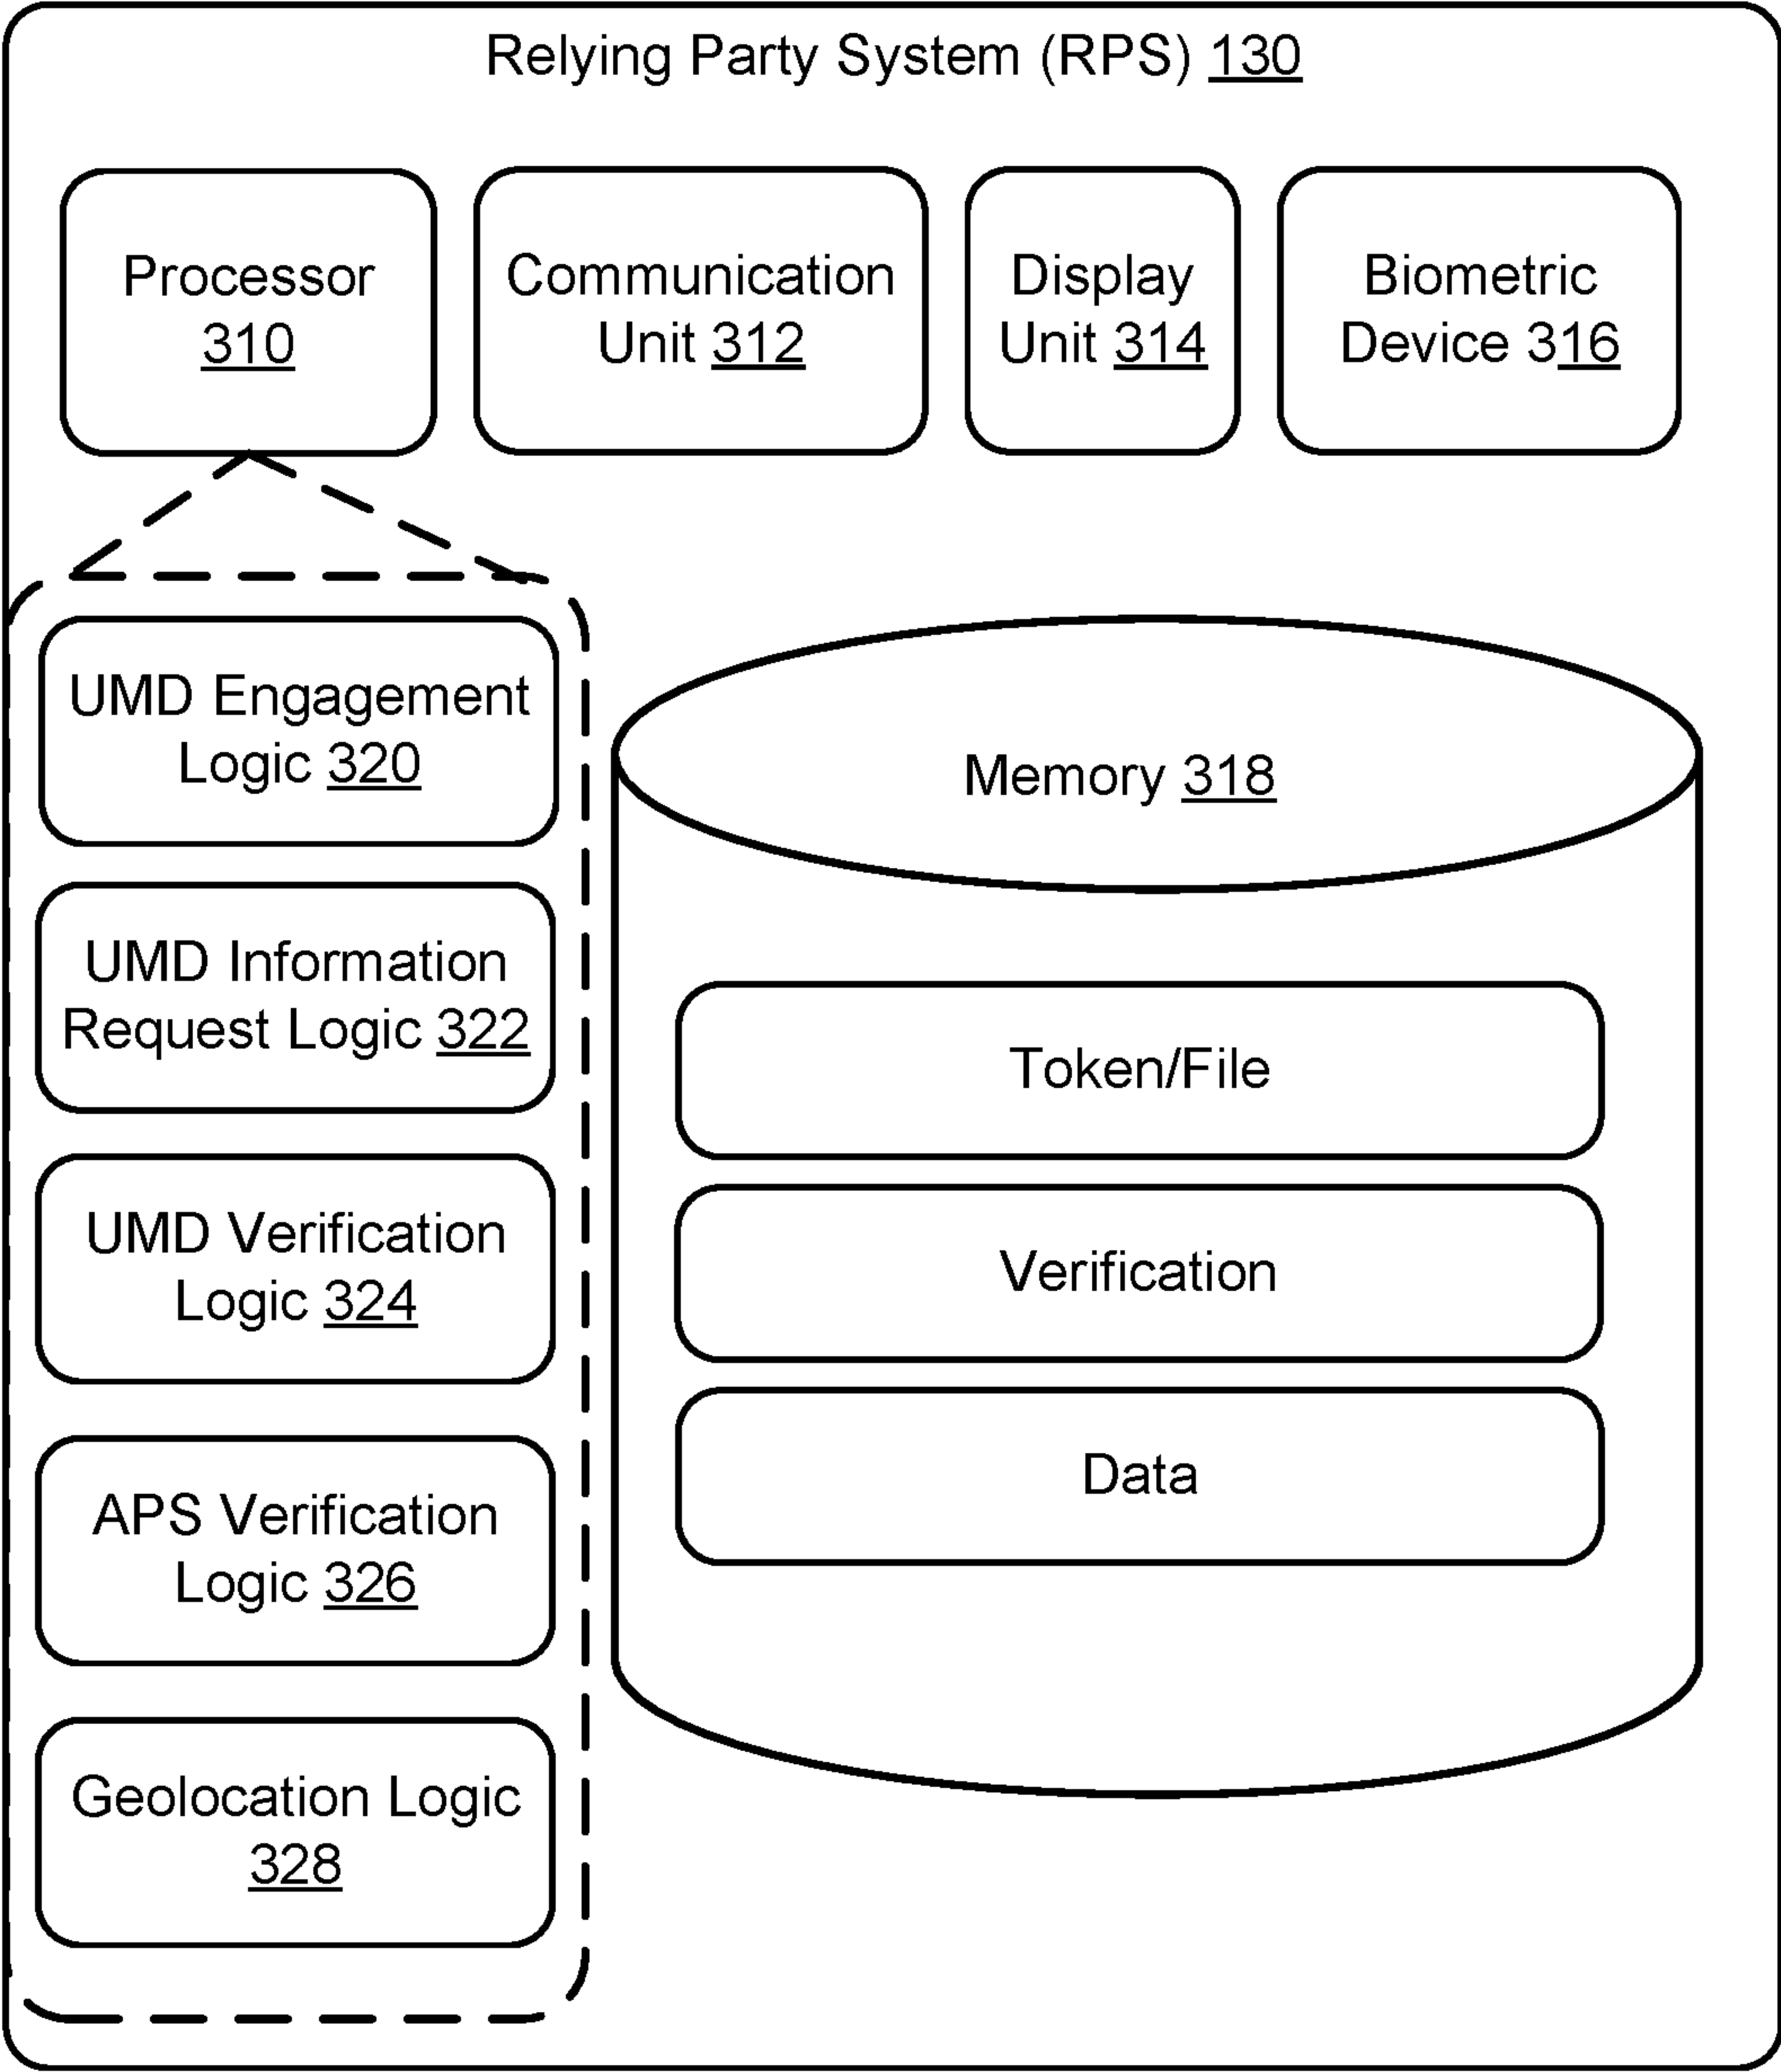 Relying Party System (RPS) 130
Processor
310
Communication
Unit 312
Display
Unit 314
Biometric
Device 316
UMD Engagement
Logic 320
UMD Information
Request Logic 322
UMD Verification
Logic 324
APS Verification
Logic 326
Geolocation Logic
328
Memory 318
Token/File
Verification
Data